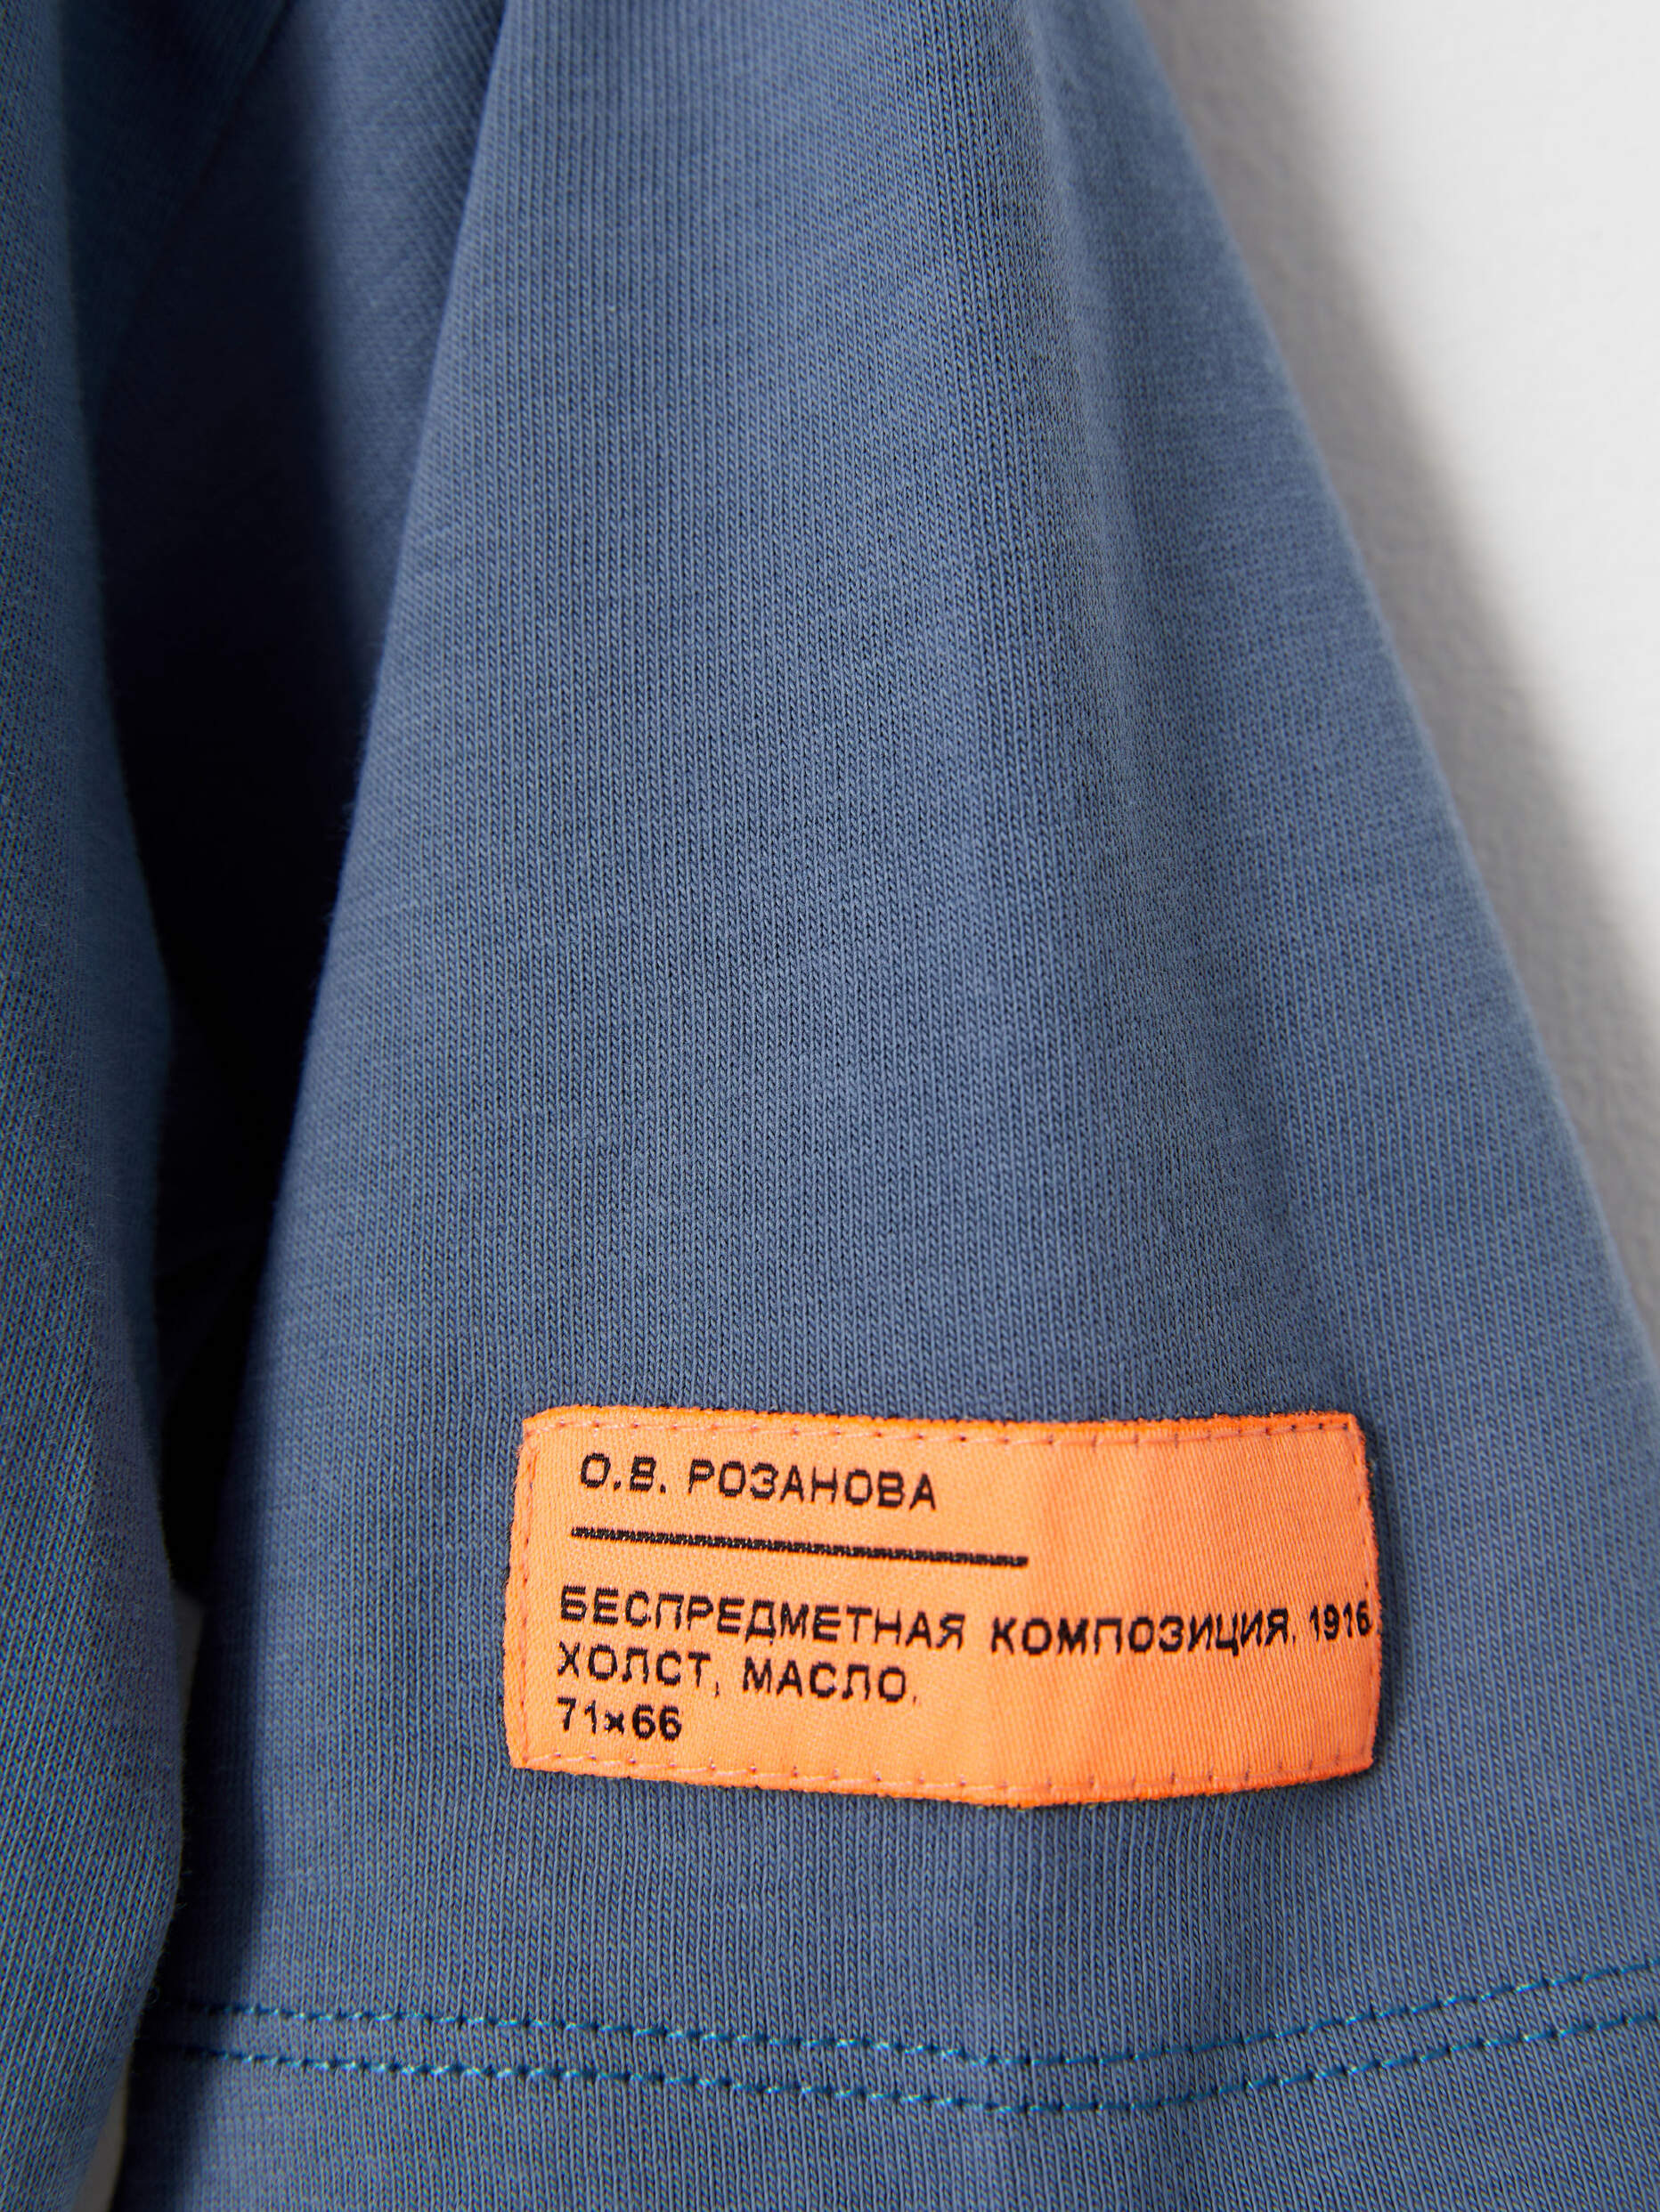 О.В. РОЗАНОВА
БЕСПРЕДМЕТНАЯ КОМПОЗИЦИЯ. 1916.
ХОЛСТ, МАСЛО.
71×66